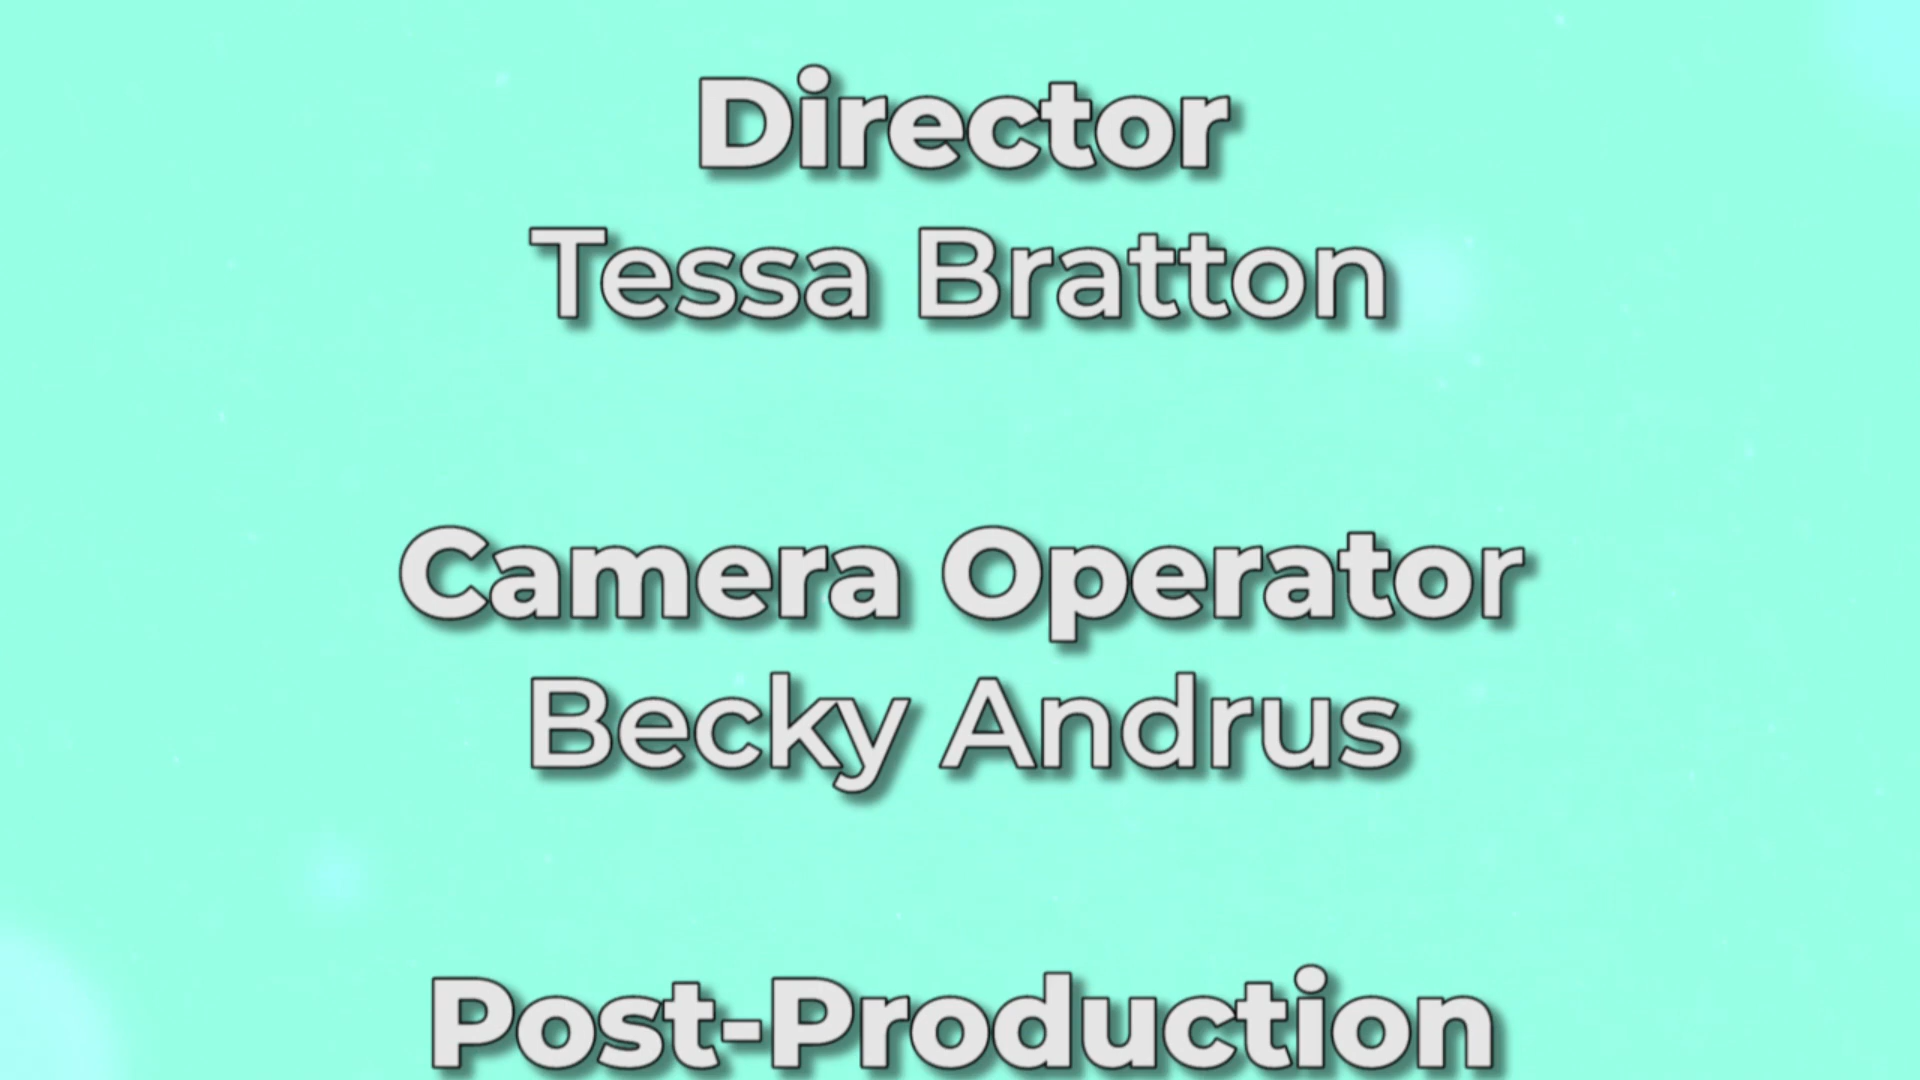 Director
Tessa Bratton
Camera Operator
Becky Andrus
Post-Production